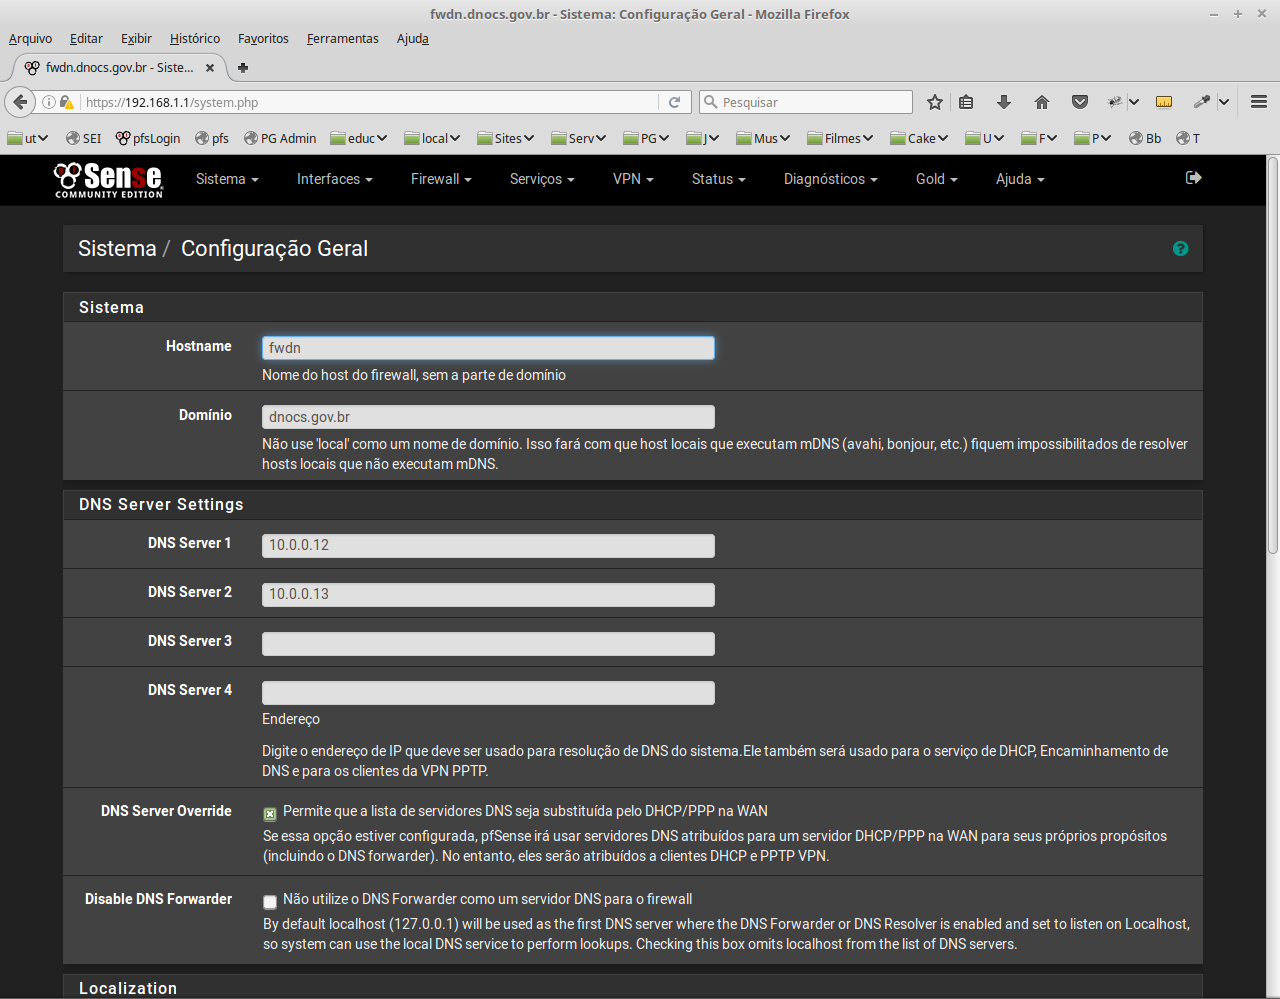 fwdn.dnocs.gov.br - Sistema: Configuração Geral - Mozilla Firefox
Arquivo Editar Exibir Histórico Favoritos Ferramentas Ajuda
fwdn.dnocs.gov.br - Siste...
https://192.168.1.1/system.php Pesquisar
ut SEI pfsLogin pfs PG Admin educ local Sites Serv PG J Mus Filmes Cake U F P Bb T
Sense COMMUNITY EDITION
Sistema Interfaces Firewall Serviços VPN Status Diagnósticos Gold Ajuda
Sistema / Configuração Geral
Sistema
Hostname fwdn
Nome do host do firewall, sem a parte de domínio
Domínio dnocs.gov.br
Não use 'local' como um nome de domínio. Isso fará com que host locais que executam mDNS (avahi, bonjour, etc.) fiquem impossibilitados de resolver
hosts locais que não executam mDNS.
DNS Server Settings
DNS Server 1 10.0.0.12
DNS Server 2 10.0.0.13
DNS Server 3
DNS Server 4
Endereço
Digite o endereço de IP que deve ser usado para resolução de DNS do sistema.Ele também será usado para o serviço de DHCP, Encaminhamento de
DNS e para os clientes da VPN PPTP.
DNS Server Override Permite que a lista de servidores DNS seja substituída pelo DHCP/PPP na WAN
Se essa opção estiver configurada, pfSense irá usar servidores DNS atribuídos para um servidor DHCP/PPP na WAN para seus próprios propósitos
(incluindo o DNS forwarder). No entanto, eles serão atribuídos a clientes DHCP e PPTP VPN.
Disable DNS Forwarder Não utilize o DNS Forwarder como um servidor DNS para o firewall
By default localhost (127.0.0.1) will be used as the first DNS server where the DNS Forwarder or DNS Resolver is enabled and set to listen on Localhost,
so system can use the local DNS service to perform lookups. Checking this box omits localhost from the list of DNS servers.
Localization